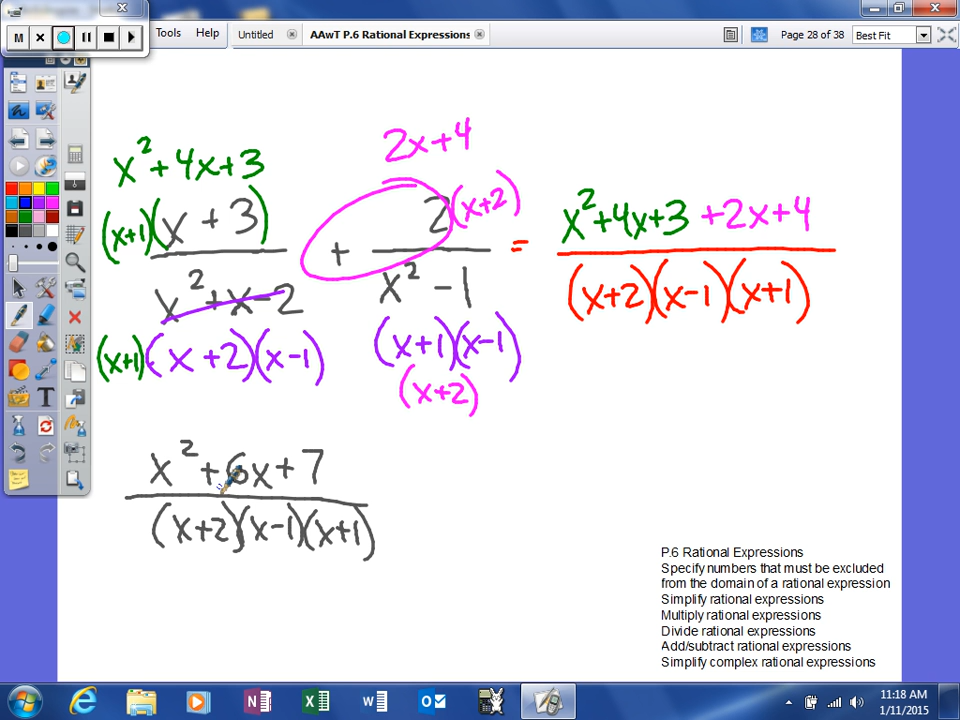 M
Tools Help Untitled AAwT P.6 Rational Expressions Page 28 of 38 Best Fit
2x+4
x²+4x+3
(x+1)(x+3) + 2(x+2) = x²+4x+3+2x+4
x²+x-2 x²-1 (x+2)(x-1)(x+1)
(x+1)(x+2)(x-1) (x+1)(x-1)
(x+2)
x²+6x+7
(x+2)(x-1)(x+1)
P.6 Rational Expressions
Specify numbers that must be excluded
from the domain of a rational expression
Simplify rational expressions
Multiply rational expressions
Divide rational expressions
Add/subtract rational expressions
Simplify complex rational expressions
11:18 AM
1/11/2015